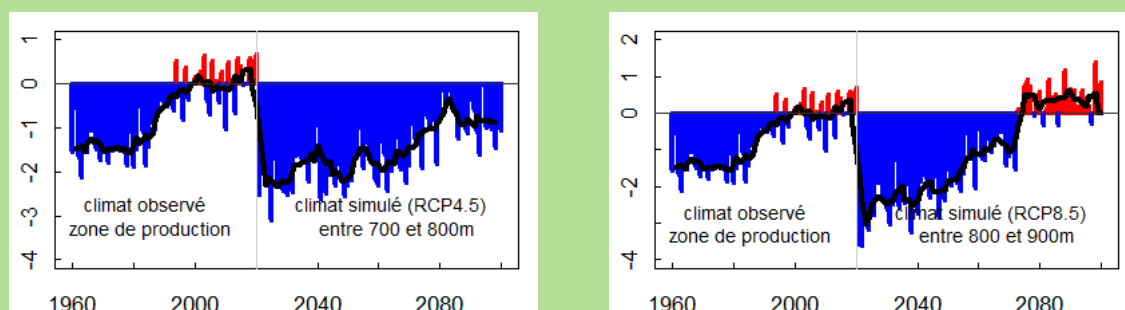 1
0
-1
-2
-3
-4
climat observé
zone de production
climat simulé (RCP4.5)
entre 700 et 800m
1960 2000 2040 2080
2
1
0
-2
-4
climat observé
zone de production
climat simulé (RCP8.5)
entre 800 et 900m
1960 2000 2040 2080